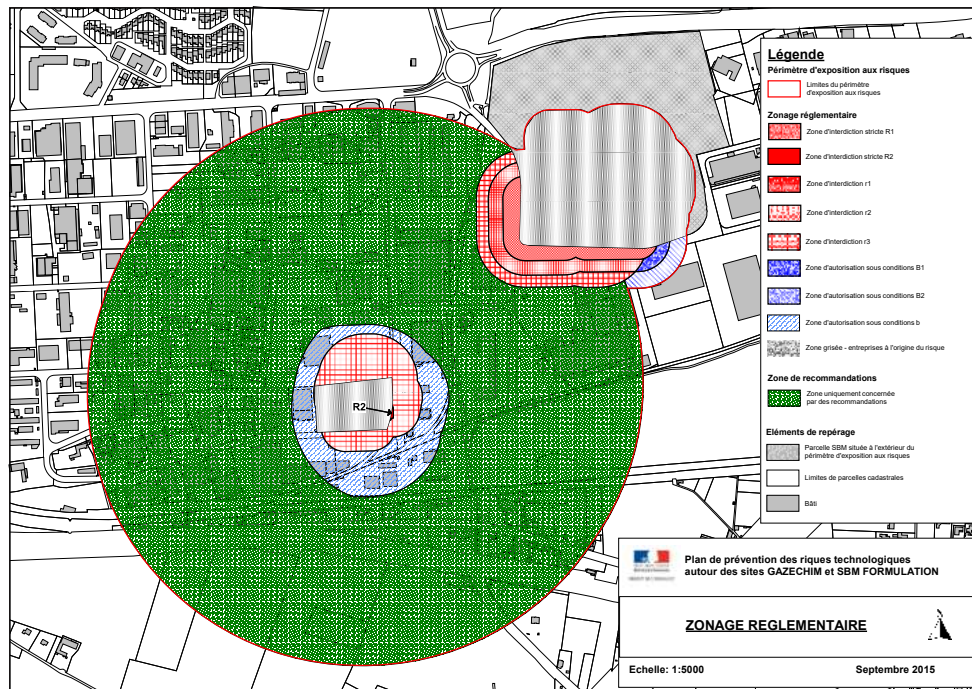 Légende
Périmètre d'exposition aux risques
Limites du périmètre
d'exposition aux risques
Zonage réglementaire
Zone d'interdiction stricte R1
Zone d'interdiction stricte R2
Zone d'interdiction r1
Zone d'interdiction r2
Zone d'interdiction r3
Zone d'autorisation sous conditions B1
Zone d'autorisation sous conditions B2
Zone d'autorisation sous conditions b
Zone grisée - entreprises à l'origine du risque
Zone de recommandations
Zone uniquement concernée
par des recommandations
Eléments de repérage
Parcelle SBM située à l'extérieur du
périmètre d'exposition aux risques
Limites de parcelles cadastrales
Bâti
R2
Plan de prévention des riques technologiques
autour des sites GAZECHIM et SBM FORMULATION
ZONAGE REGLEMENTAIRE
Echelle: 1:5000
Septembre 2015